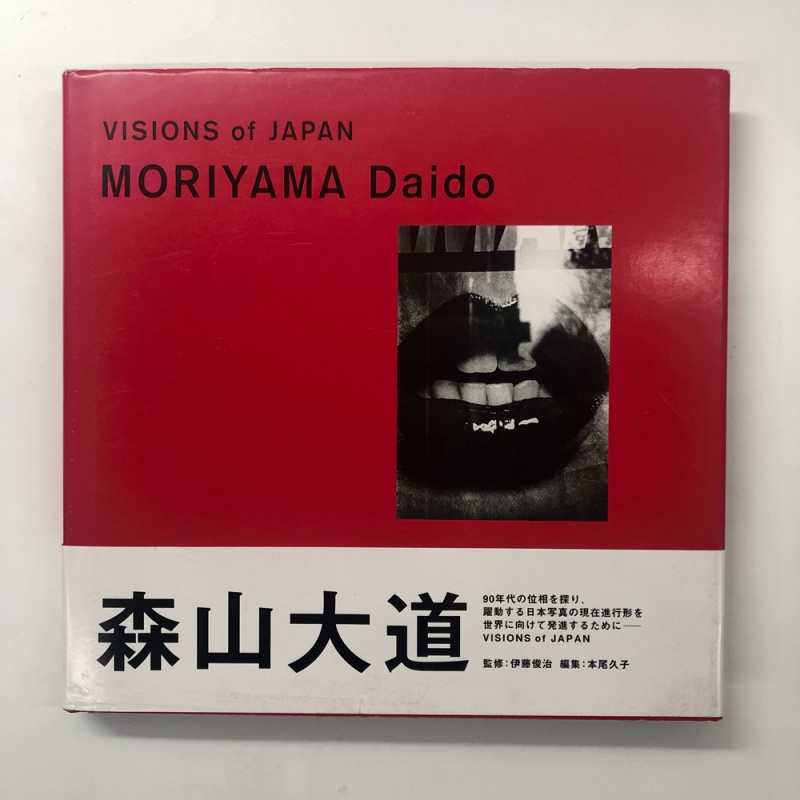 VISIONS of JAPAN
MORIYAMA Daido
森山大道
90年代の位相を探り、
躍動する日本写真の現在進行形を
世界に向けて発進するために——
VISIONS of JAPAN
監修:伊藤俊治 編集:本尾久子